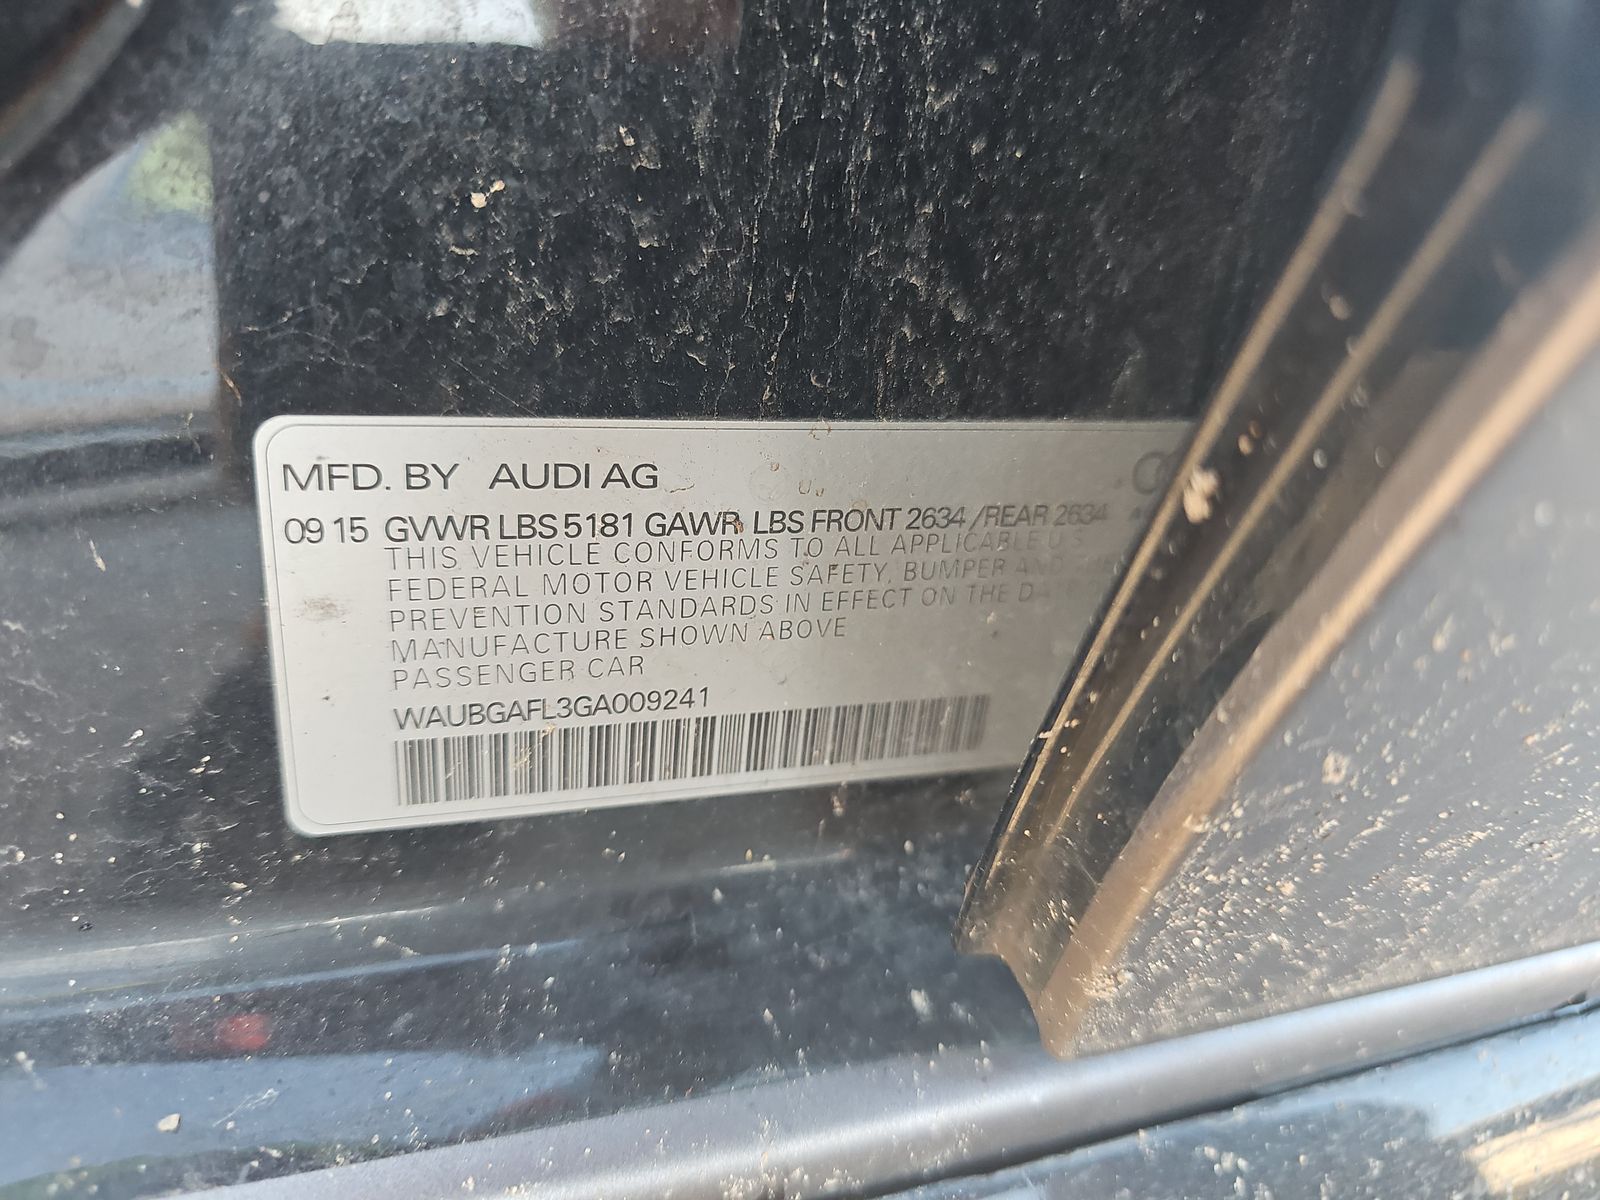 MFD. BY AUDI AG
09 15 GVWR LBS 5181 GAWR LBS FRONT 2634 /REAR 2634
THIS VEHICLE CONFORMS TO ALL APPLICABLE U.S.
FEDERAL MOTOR VEHICLE SAFETY, BUMPER AND
PREVENTION STANDARDS IN EFFECT ON THE
MANUFACTURE SHOWN ABOVE
PASSENGER CAR
WAUBGAFL3GA009241